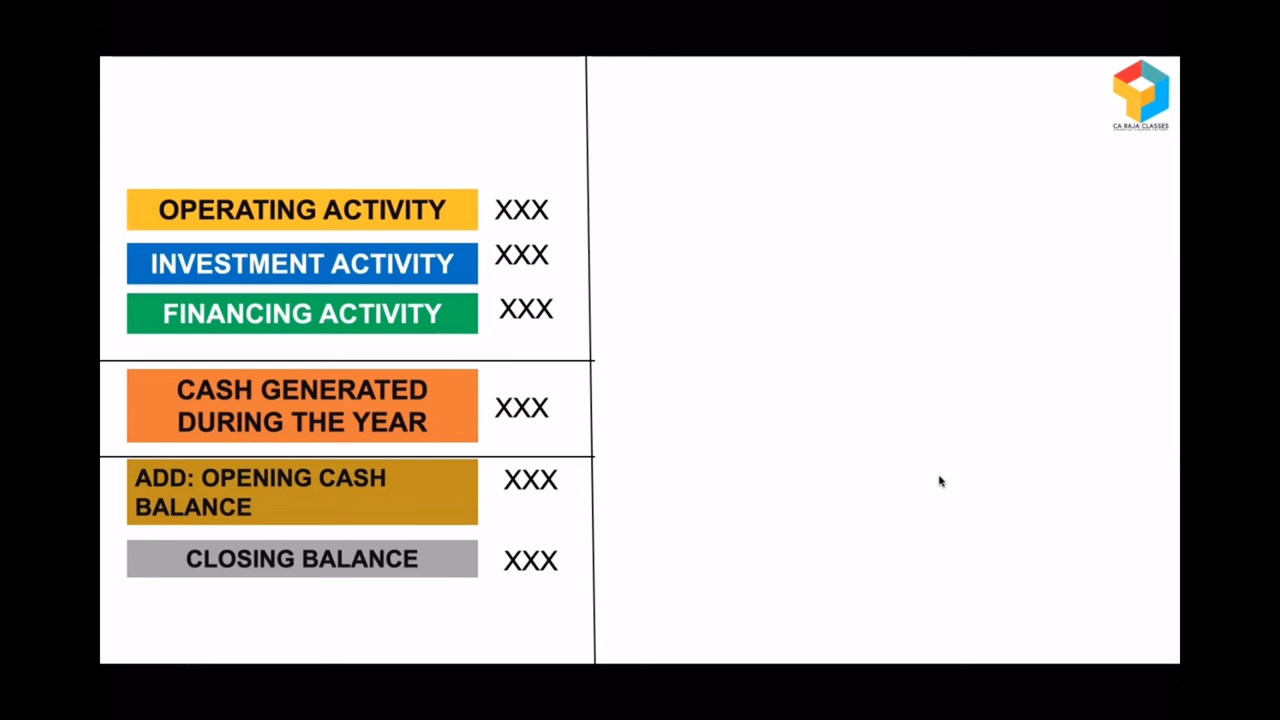 CA RAJA CLASSES
OPERATING ACTIVITY XXX
INVESTMENT ACTIVITY XXX
FINANCING ACTIVITY XXX
CASH GENERATED
DURING THE YEAR XXX
ADD: OPENING CASH XXX
BALANCE
CLOSING BALANCE XXX